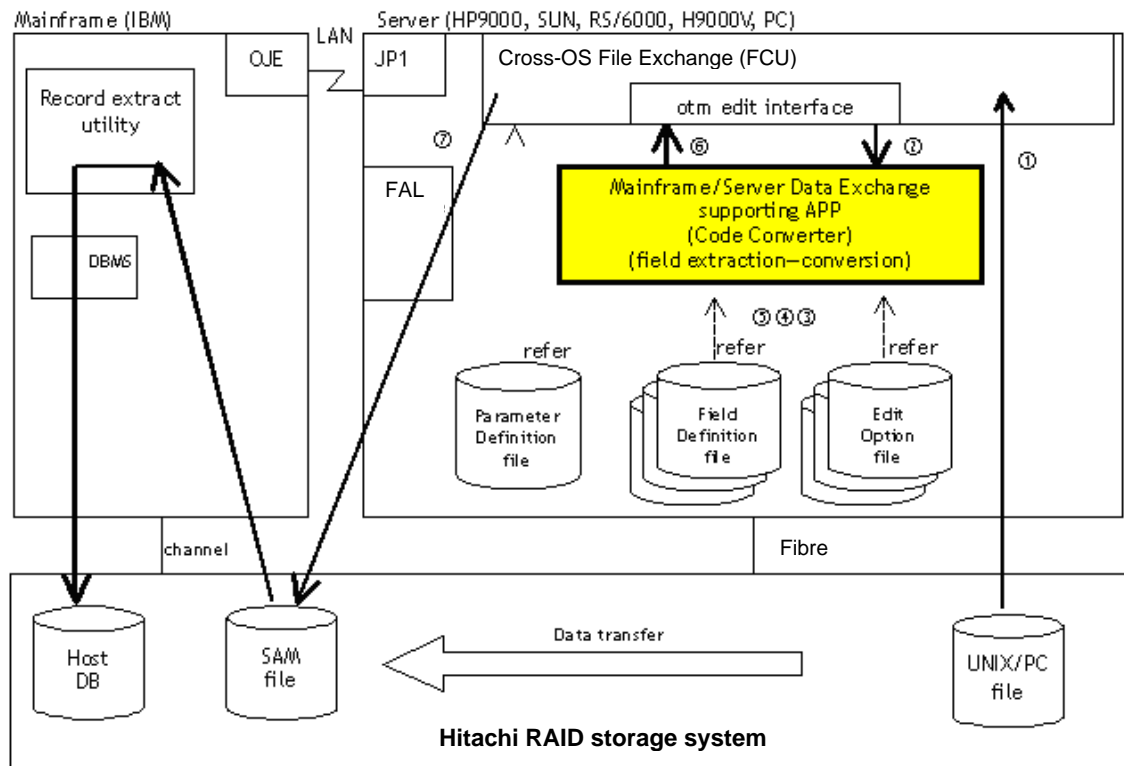 Mainframe (IBM)
Server (HP9000, SUN, RS/6000, H9000V, PC)
LAN
OJE
JP1
Cross-OS File Exchange (FCU)
otm edit interface
Record extract
utility
⑦
⑥
②
①
FAL
Mainframe/Server Data Exchange
supporting APP
(Code Converter)
(field extraction–conversion)
DBMS
⑤④③
refer
refer
refer
Parameter
Definition
file
Field
Definition
file
Edit
Option
file
channel
Fibre
Host
DB
SAM
file
Data transfer
UNIX/PC
file
Hitachi RAID storage system